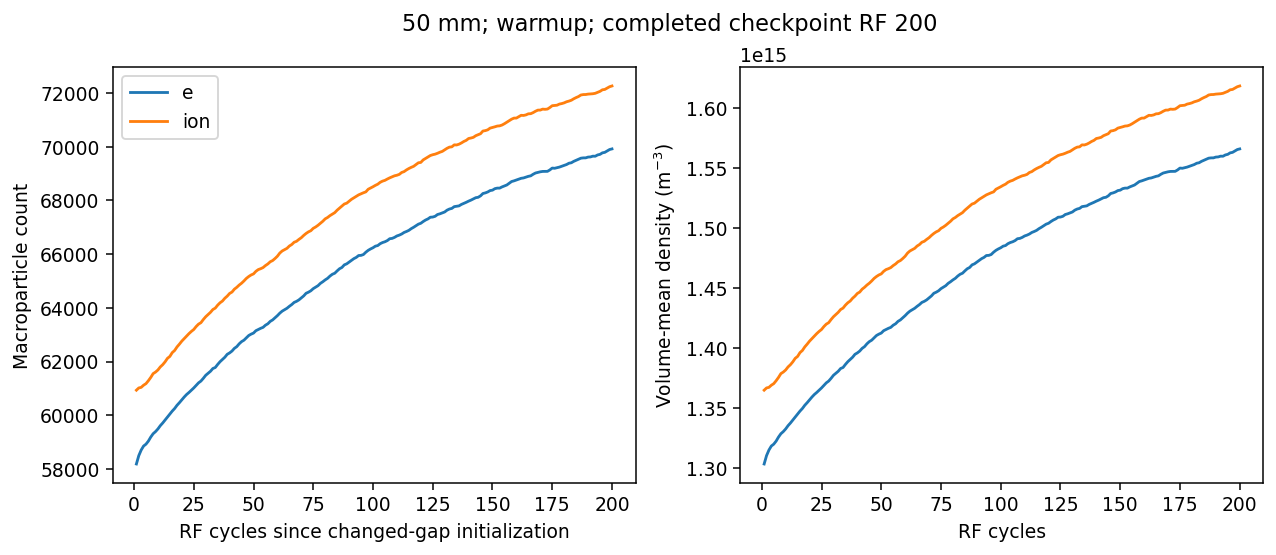 50 mm; warmup; completed checkpoint RF 200
Macroparticle count
72000
70000
68000
66000
64000
62000
60000
58000
e
ion
0 25 50 75 100 125 150 175 200
RF cycles since changed-gap initialization
1e15
Volume-mean density (m⁻³)
1.60
1.55
1.50
1.45
1.40
1.35
1.30
0 25 50 75 100 125 150 175 200
RF cycles